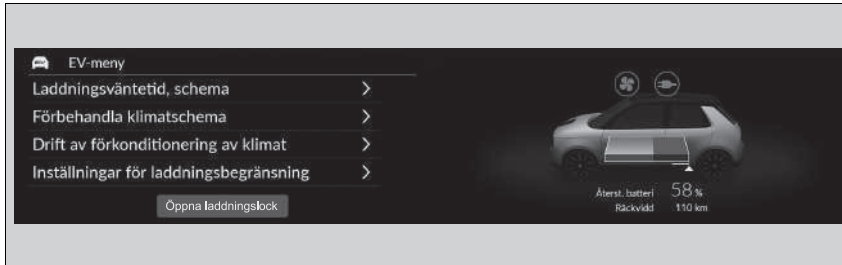 EV-meny
Laddningsväntetid, schema
Förbehandla klimatschema
Drift av förkonditionering av klimat
Inställningar för laddningsbegränsning
Öppna laddningslock
Återst. batteri 58 %
Räckvidd 110 km